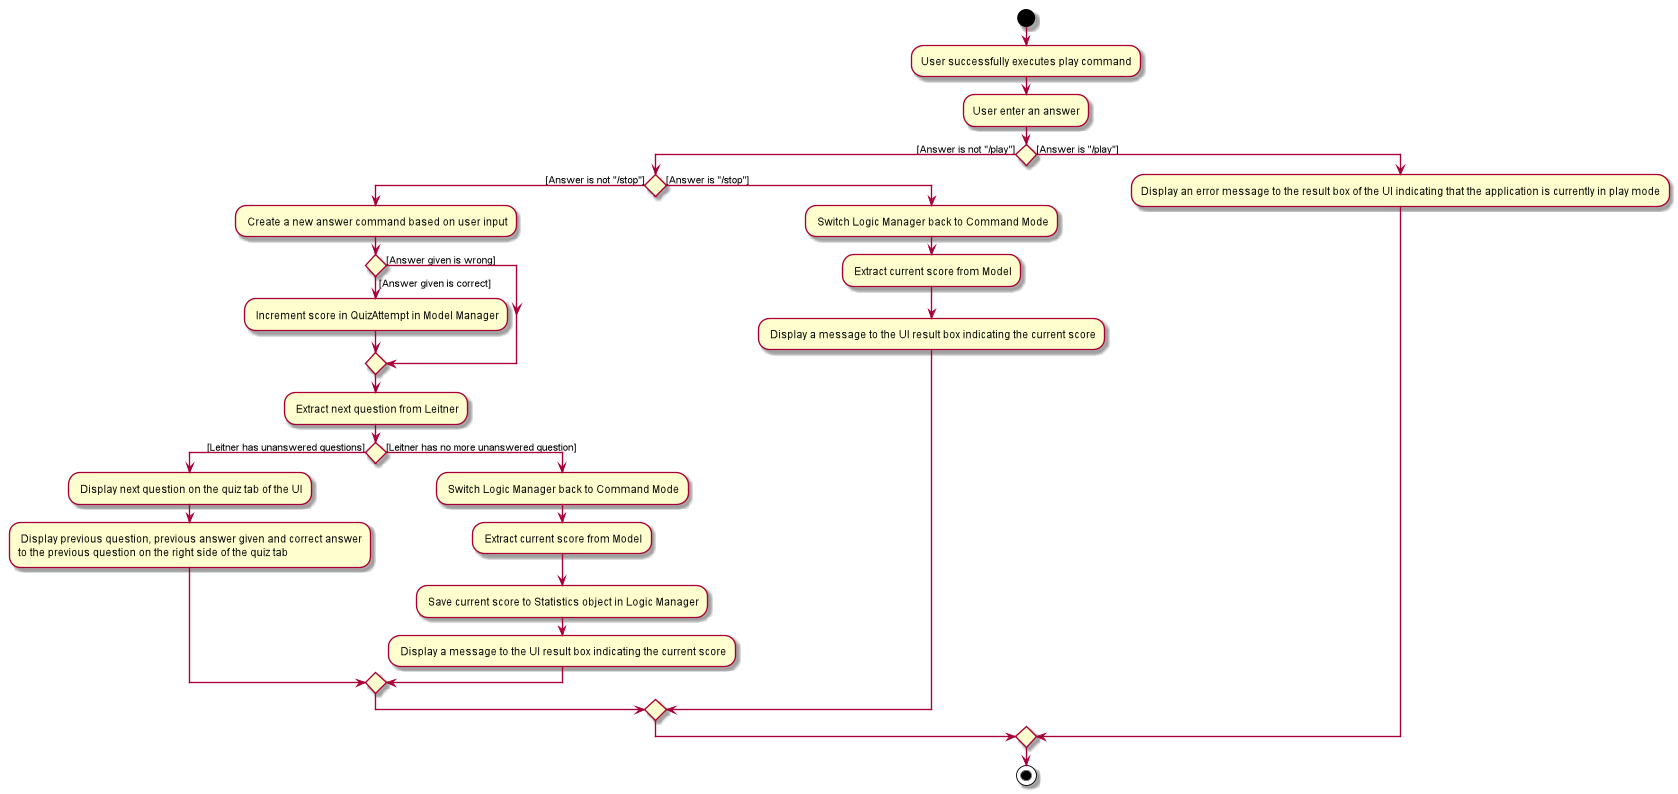 User successfully executes play command
User enter an answer
[Answer is not "/play"]
[Answer is "/play"]
[Answer is not "/stop"]
[Answer is "/stop"]
Display an error message to the result box of the UI indicating that the application is currently in play mode
Create a new answer command based on user input
Switch Logic Manager back to Command Mode
[Answer given is wrong]
Extract current score from Model
[Answer given is correct]
Increment score in QuizAttempt in Model Manager
Display a message to the UI result box indicating the current score
Extract next question from Leitner
[Leitner has unanswered questions]
[Leitner has no more unanswered question]
Display next question on the quiz tab of the UI
Switch Logic Manager back to Command Mode
Display previous question, previous answer given and correct answer
to the previous question on the right side of the quiz tab
Extract current score from Model
Save current score to Statistics object in Logic Manager
Display a message to the UI result box indicating the current score